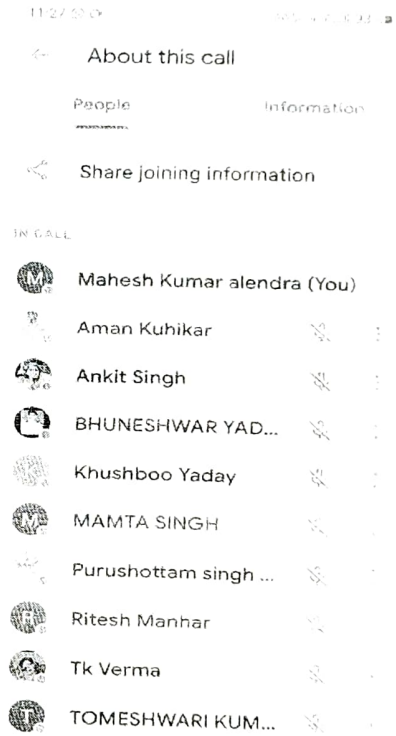 About this call
People Information
Share joining information
IN CALL
M Mahesh Kumar alendra (You)
Aman Kuhikar
Ankit Singh
BHUNESHWAR YAD...
Khushboo Yaday
M MAMTA SINGH
Purushottam singh ...
R Ritesh Manhar
Tk Verma
T TOMESHWARI KUM...